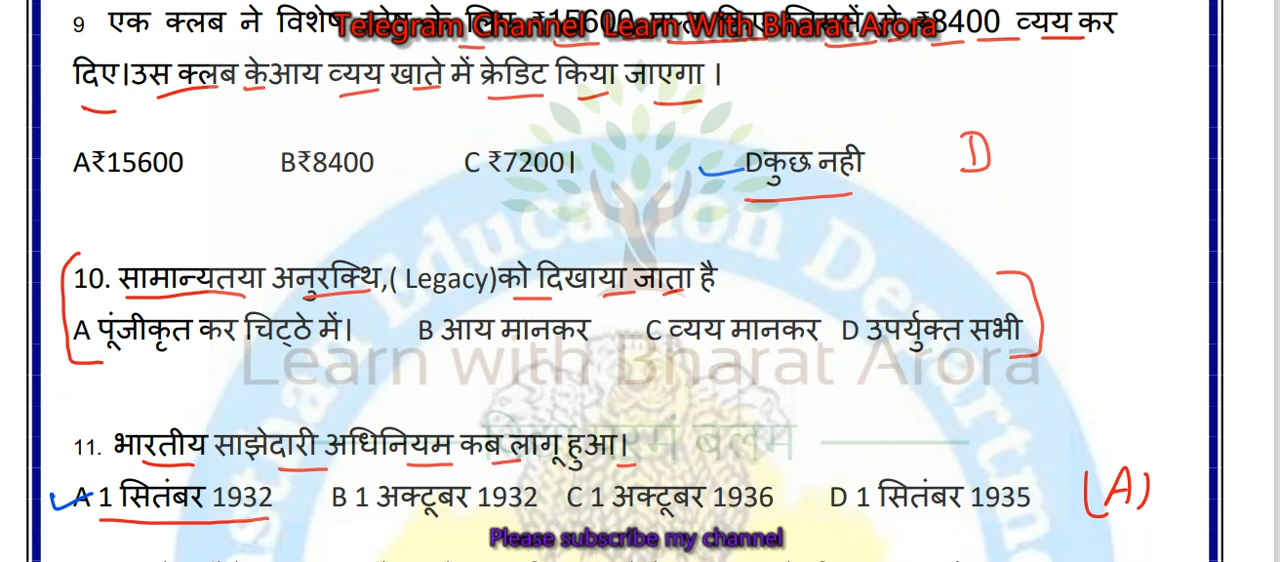 9 एक क्लब ने विशेष ₹15600 ₹8400 व्यय कर
Telegram Channel Learn With Bharat Arora
दिए।उस क्लब केआय व्यय खाते में क्रेडिट किया जाएगा ।
A₹15600 B₹8400 C ₹7200। Dकुछ नही D
Education Department
10. सामान्यतया अनुरक्थि,( Legacy)को दिखाया जाता है
A पूंजीकृत कर चिट्ठे में। B आय मानकर C व्यय मानकर D उपर्युक्त सभी
Learn with Bharat Arora
11. भारतीय साझेदारी अधिनियम कब लागू हुआ।
A 1 सितंबर 1932 B 1 अक्टूबर 1932 C 1 अक्टूबर 1936 D 1 सितंबर 1935 (A)
Please subscribe my channel